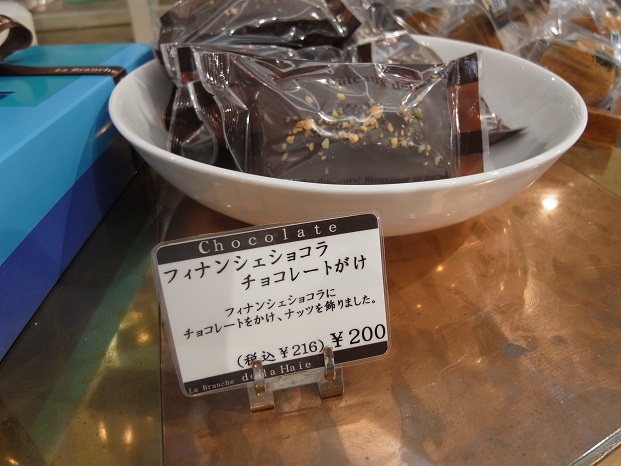 La Branche
Chocolate
フィナンシェショコラ
チョコレートがけ
フィナンシェショコラに
チョコレートをかけ、ナッツを飾りました。
(税込¥216) ¥200
La Branche de la Haie